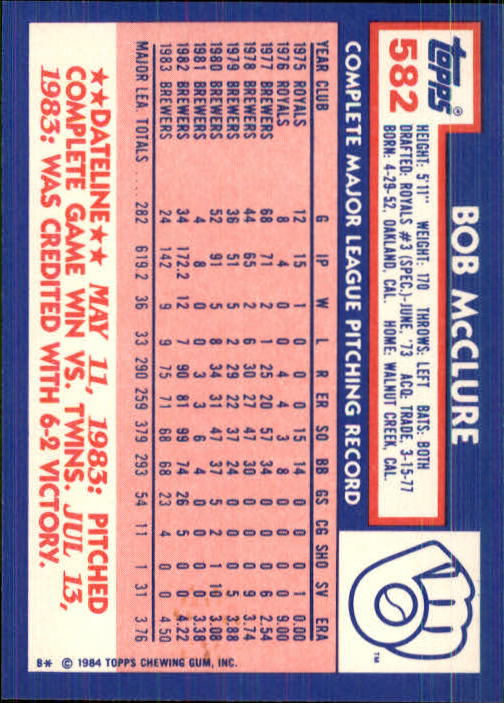 topps®
582
BOB McCLURE
HEIGHT: 5'11" WEIGHT: 170 THROWS: LEFT BATS: BOTH
DRAFTED: ROYALS #3 (SPEC.)-JUNE, '73 ACQ: TRADE, 3-15-77
BORN: 4-29-52, OAKLAND, CAL. HOME: WALNUT CREEK, CAL.
TM
COMPLETE MAJOR LEAGUE PITCHING RECORD
YEAR CLUB G IP W L R ER SO BB GS CG SHO SV ERA
1975 ROYALS 12 15 1 0 0 0 15 14 0 0 0 1 0.00
1976 ROYALS 8 4 0 0 4 4 3 8 0 0 0 0 9.00
1977 BREWERS 68 71 2 1 25 20 57 34 0 0 0 6 2.54
1978 BREWERS 44 65 2 6 30 27 47 30 0 0 0 9 3.74
1979 BREWERS 36 51 5 2 29 22 37 24 0 0 0 5 3.88
1980 BREWERS 52 91 5 8 34 31 47 37 5 2 1 10 3.08
1981 BREWERS 4 8 0 0 3 3 6 4 0 0 0 0 3.38
1982 BREWERS 34 172.2 12 7 90 81 99 74 26 5 0 0 4.22
1983 BREWERS 24 142 9 9 75 71 68 68 23 4 0 0 4.50
MAJOR LEA. TOTALS ..... 282 619.2 36 33 290 259 379 293 54 11 1 31 3.76
★★DATELINE★★ MAY 11, 1983: PITCHED
COMPLETE GAME WIN VS. TWINS. JUL 13,
1983: WAS CREDITED WITH 6-2 VICTORY.
B* © 1984 TOPPS CHEWING GUM, INC.